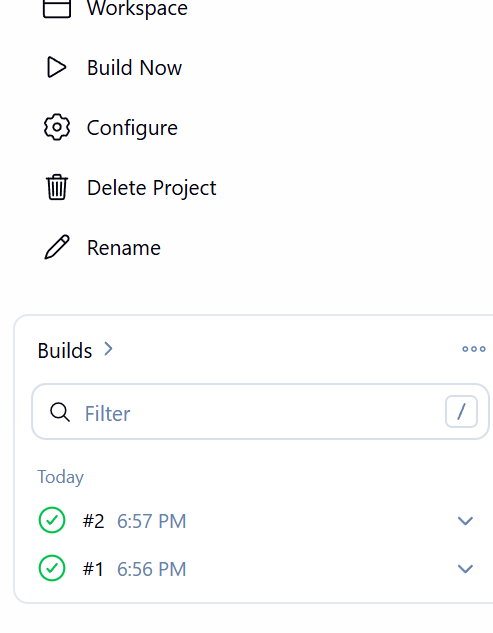 Workspace
Build Now
Configure
Delete Project
Rename
Builds
Filter /
Today
#2 6:57 PM
#1 6:56 PM